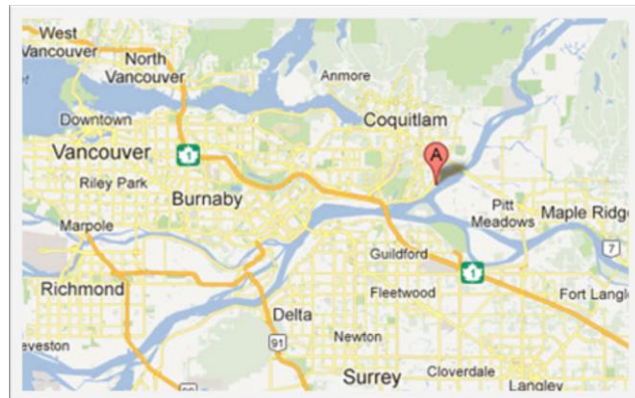 West
Vancouver
North
Vancouver
Anmore
Downtown
Coquitlam
Vancouver
1
A
Riley Park
Burnaby
Pitt
Meadows
Maple Ridg
Marpole
Guildford
7
1
Richmond
Fleetwood
Fort Langl
Delta
eveston
91
Newton
Surrey
Cloverdale
Langley